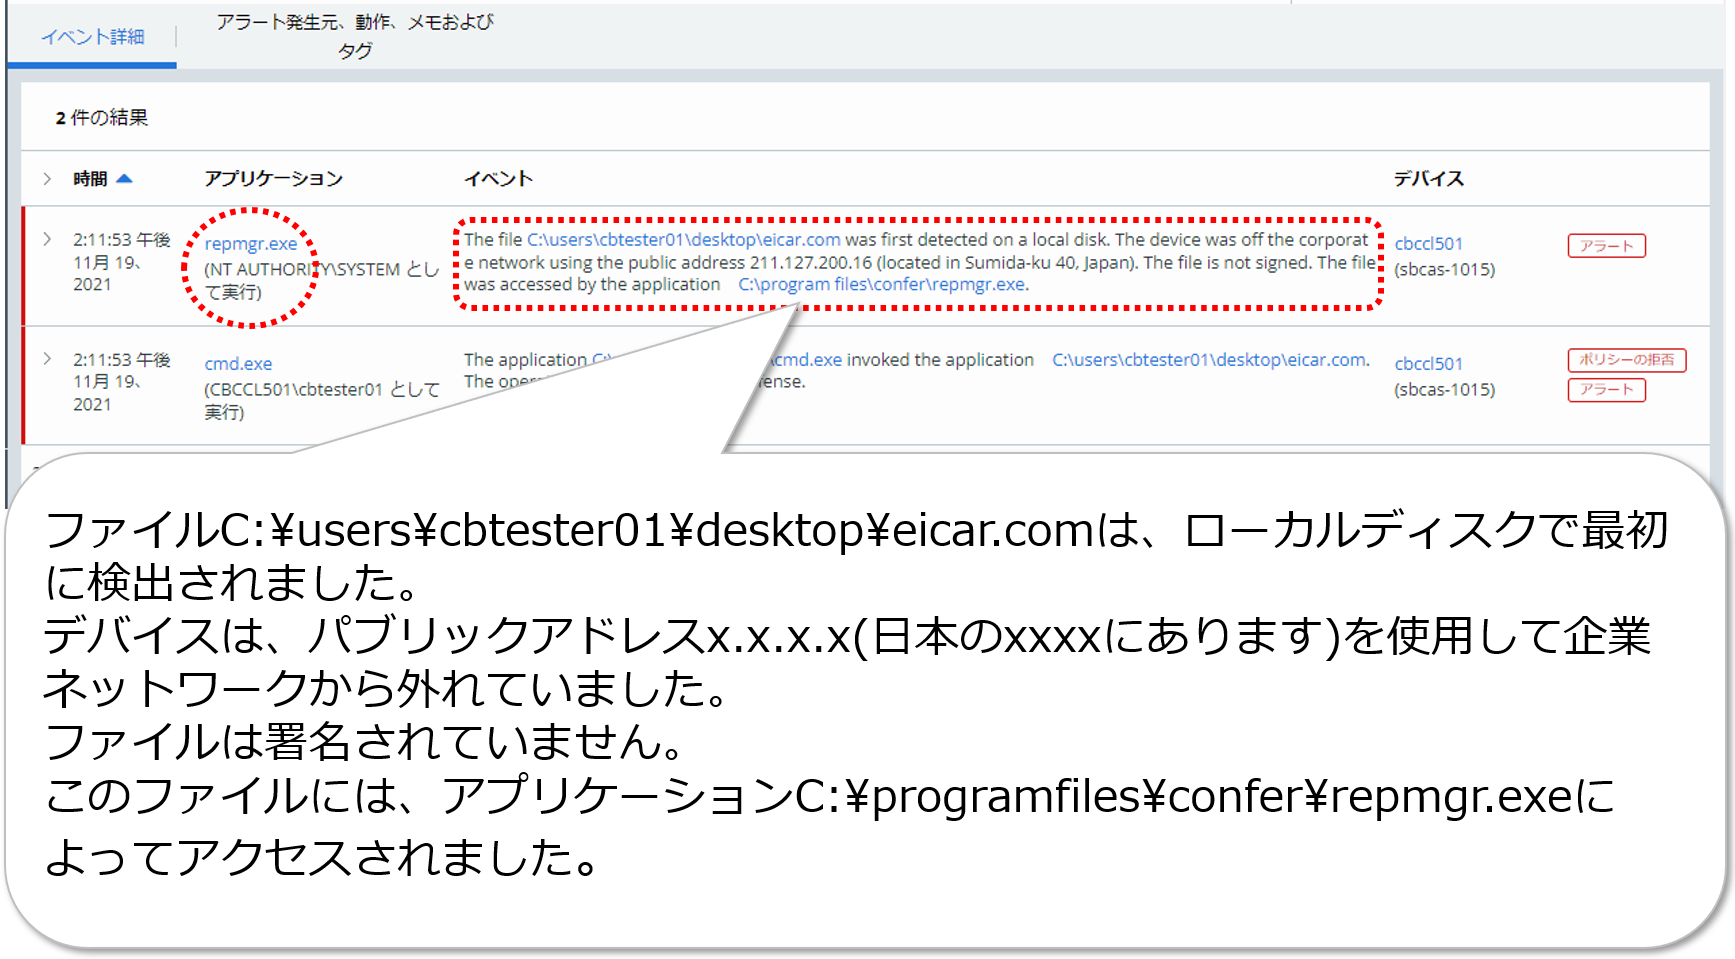 イベント詳細
アラート発生元、動作、メモおよび
タグ
2 件の結果
時間 アプリケーション イベント デバイス
2:11:53 午後
11月 19、
2021
repmgr.exe
(NT AUTHORITY\SYSTEM とし
て実行)
The file C:\users\cbtester01\desktop\eicar.com was first detected on a local disk. The device was off the corporat
e network using the public address 211.127.200.16 (located in Sumida-ku 40, Japan). The file is not signed. The file
was accessed by the application C:\program files\confer\repmgr.exe.
cbccl501
(sbcas-1015)
アラート
2:11:53 午後
11月 19、
2021
cmd.exe
(CBCCL501\cbtester01 として
実行)
The application \cmd.exe invoked the application C:\users\cbtester01\desktop\eicar.com.
The
cbccl501
(sbcas-1015)
ポリシーの拒否
アラート
ファイルC:¥users¥cbtester01¥desktop¥eicar.comは、ローカルディスクで最初
に検出されました。
デバイスは、パブリックアドレスx.x.x.x(日本のxxxxにあります)を使用して企業
ネットワークから外れていました。
ファイルは署名されていません。
このファイルには、アプリケーションC:¥programfiles¥confer¥repmgr.exeに
よってアクセスされました。